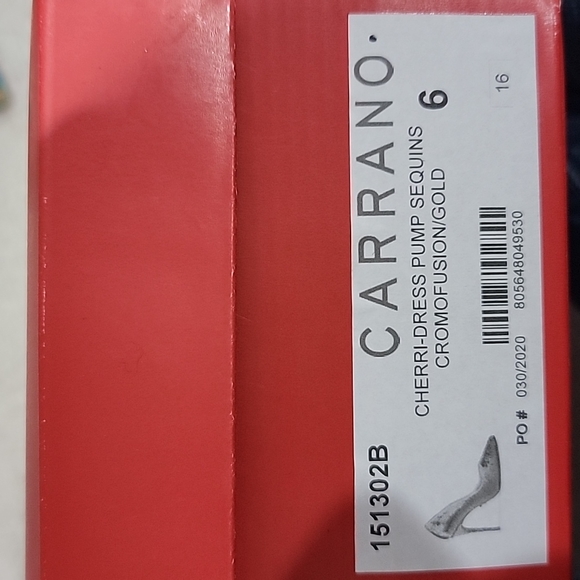 CARRANO.
151302B
CHERRI-DRESS PUMP SEQUINS
CROMOFUSION/GOLD
6
16
PO # 030/2020
805648049530